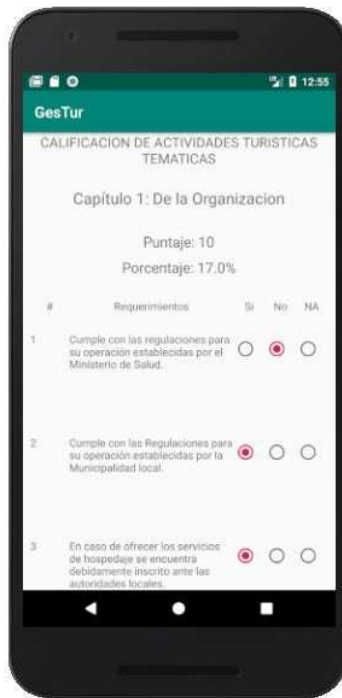 12:55
GesTur
CALIFICACION DE ACTIVIDADES TURISTICAS
TEMATICAS
Capítulo 1: De la Organizacion
Puntaje: 10
Porcentaje: 17.0%
# Requerimientos Si No NA
1 Cumple con las regulaciones para
su operación establecidas por el
Ministerio de Salud.
2 Cumple con las Regulaciones para
su operación establecidas por la
Municipalidad local.
3 En caso de ofrecer los servicios
de hospedaje se encuentra
debidamente inscrito ante las
autoridades locales.